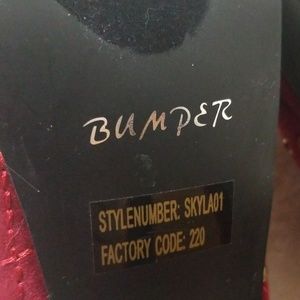 BUMPER
STYLENUMBER: SKYLA01
FACTORY CODE: 220